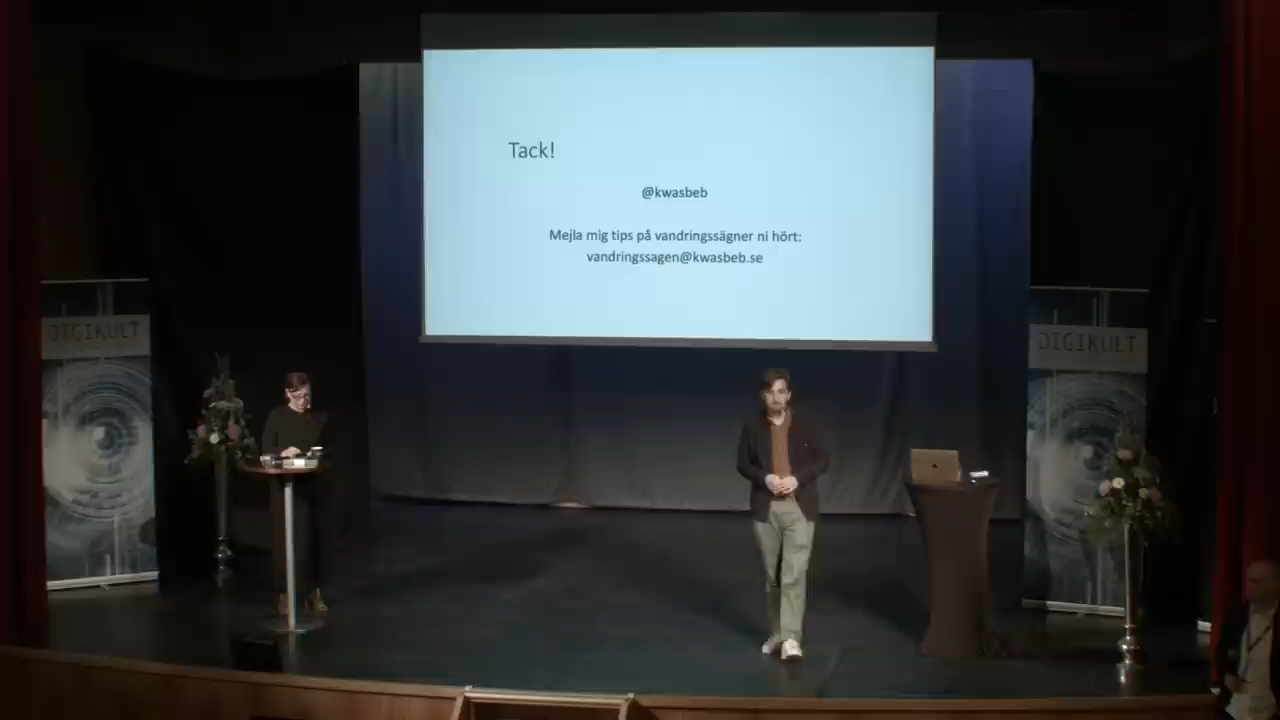 Tack!
@kwasbeb
Mejla mig tips på vandringssägner ni hört:
vandringssagen@kwasbeb.se
DIGIKULT
DIGIKULT